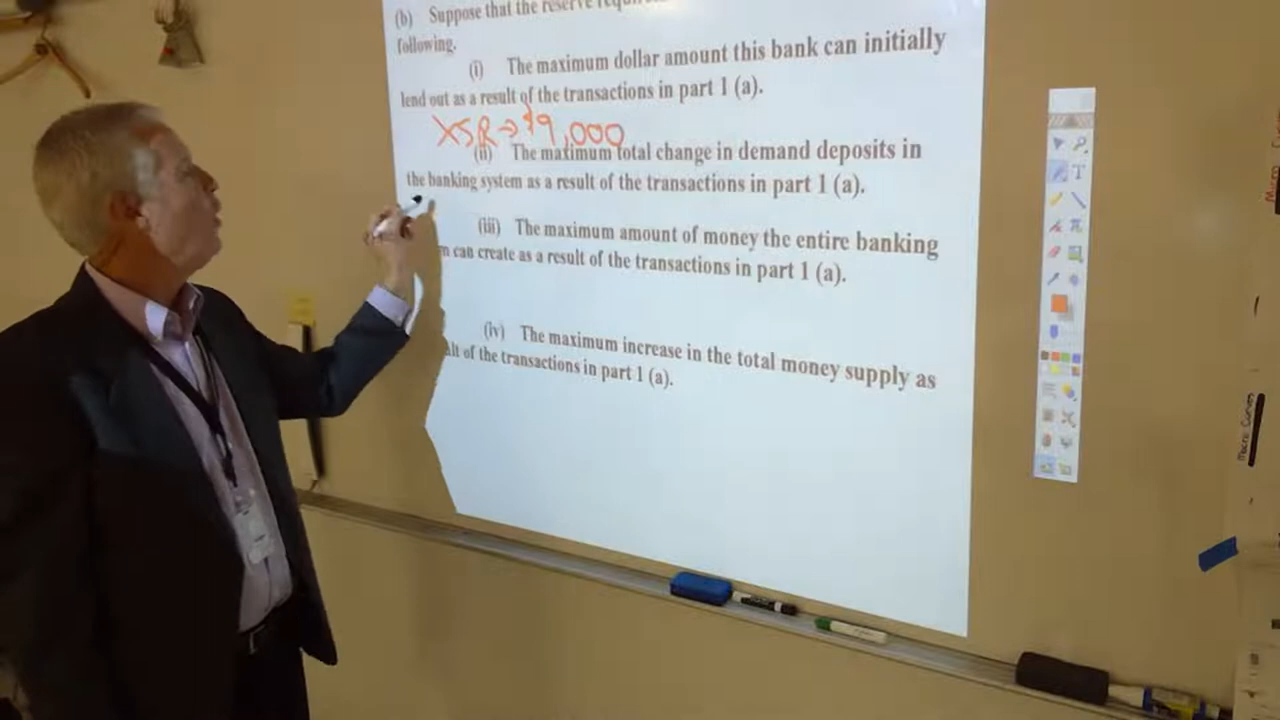 (b) Suppose that the reserve
following.
(i) The maximum dollar amount this bank can initially
lend out as a result of the transactions in part 1 (a).
XSR→$9,000
(ii) The maximum total change in demand deposits in
the banking system as a result of the transactions in part 1 (a).
(iii) The maximum amount of money the entire banking
m can create as a result of the transactions in part 1 (a).
(iv) The maximum increase in the total money supply as
ult of the transactions in part 1 (a).
T
Macro Curves